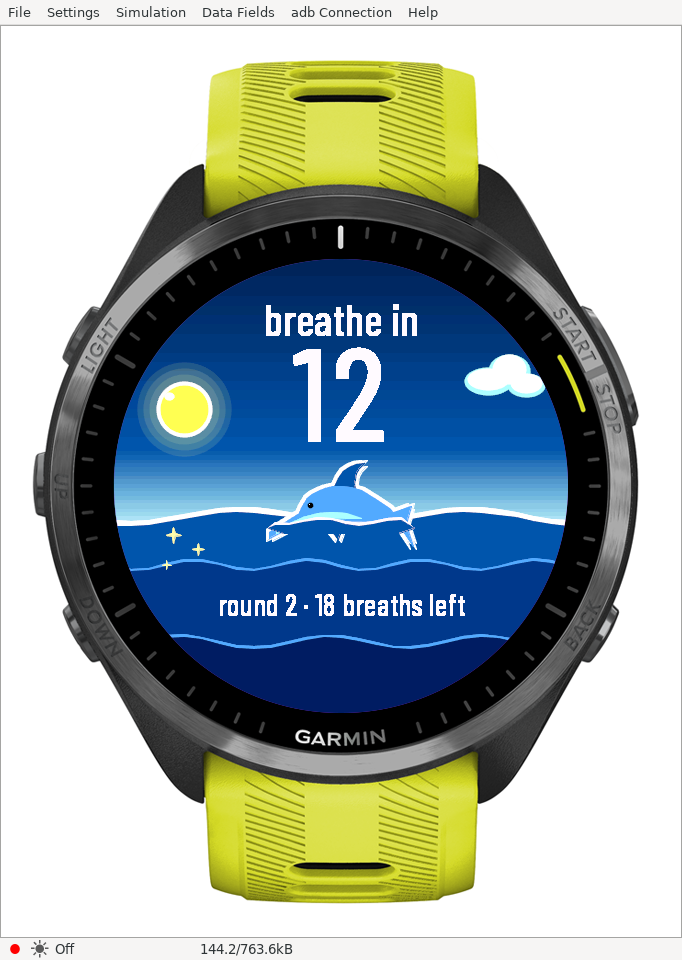 File Settings Simulation Data Fields adb Connection Help
START
STOP
LIGHT
UP
DOWN
BACK
breathe in
12
round 2 · 18 breaths left
GARMIN
Off 144.2/763.6kB